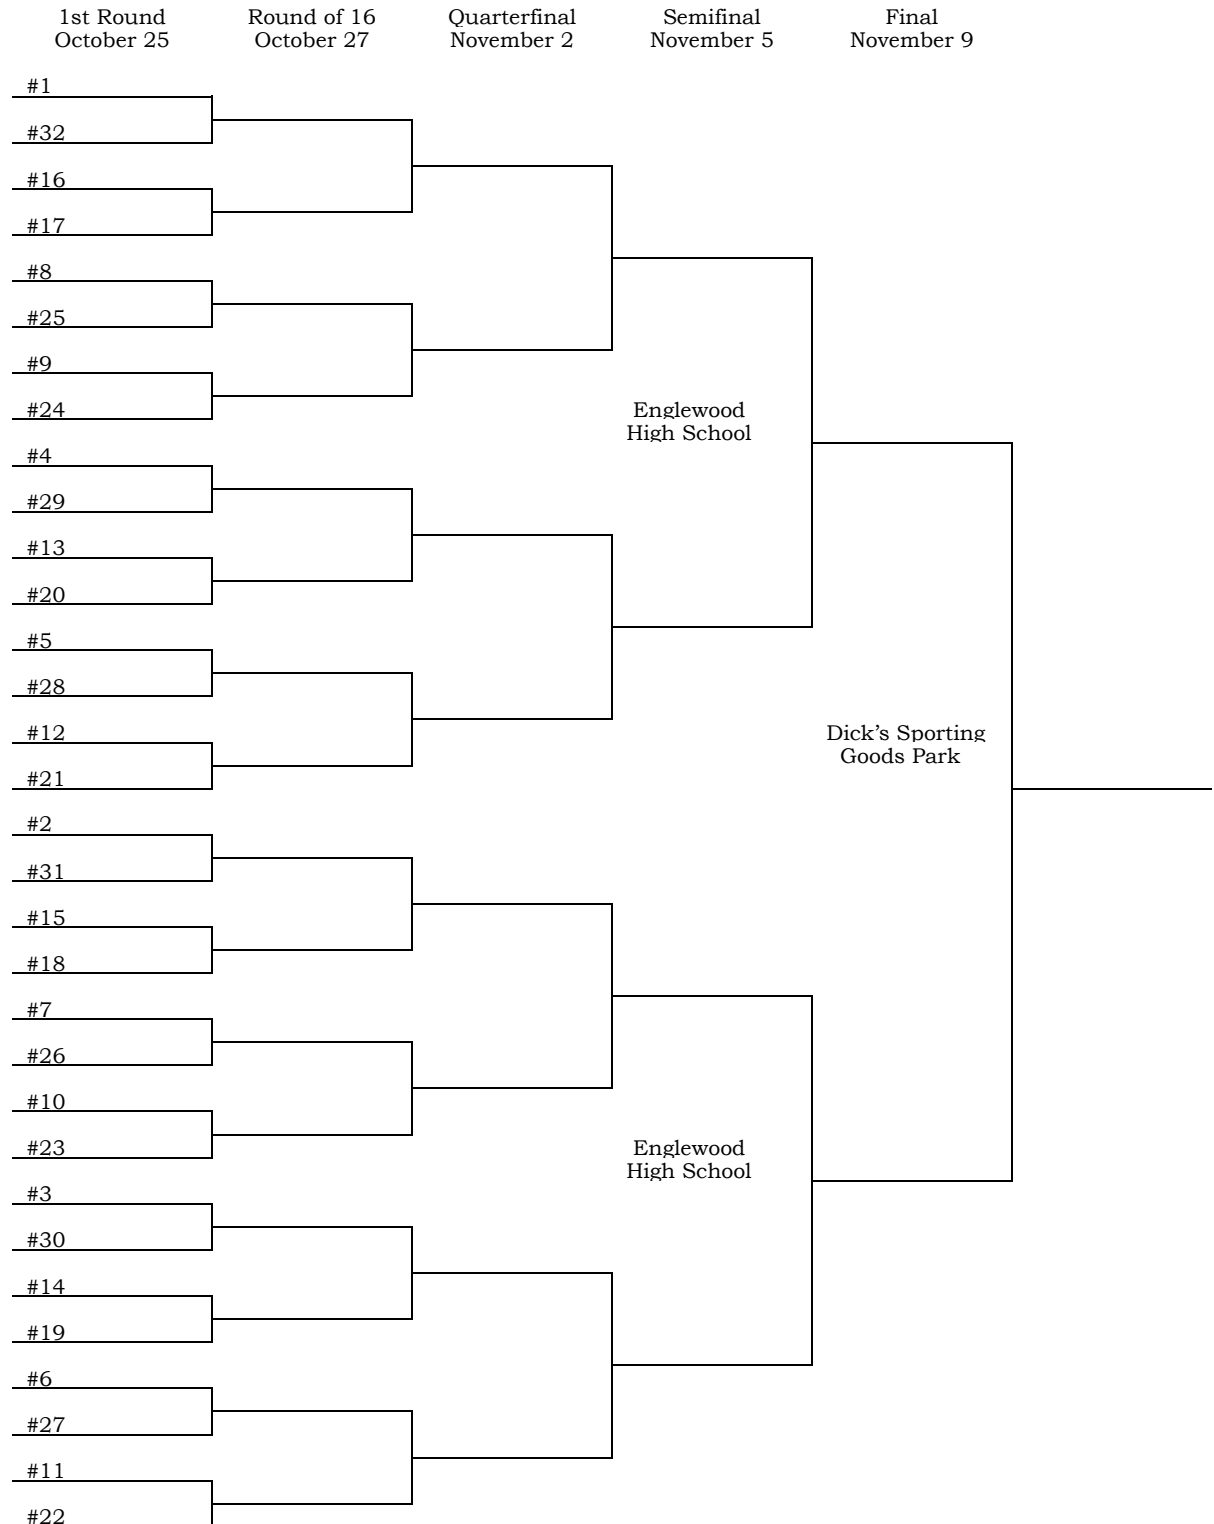 1st Round
October 25
Round of 16
October 27
Quarterfinal
November 2
Semifinal
November 5
Final
November 9
#1
#32
#16
#17
#8
#25
#9
#24
Englewood
High School
#4
#29
#13
#20
#5
#28
#12
#21
Dick’s Sporting
Goods Park
#2
#31
#15
#18
#7
#26
#10
#23
Englewood
High School
#3
#30
#14
#19
#6
#27
#11
#22